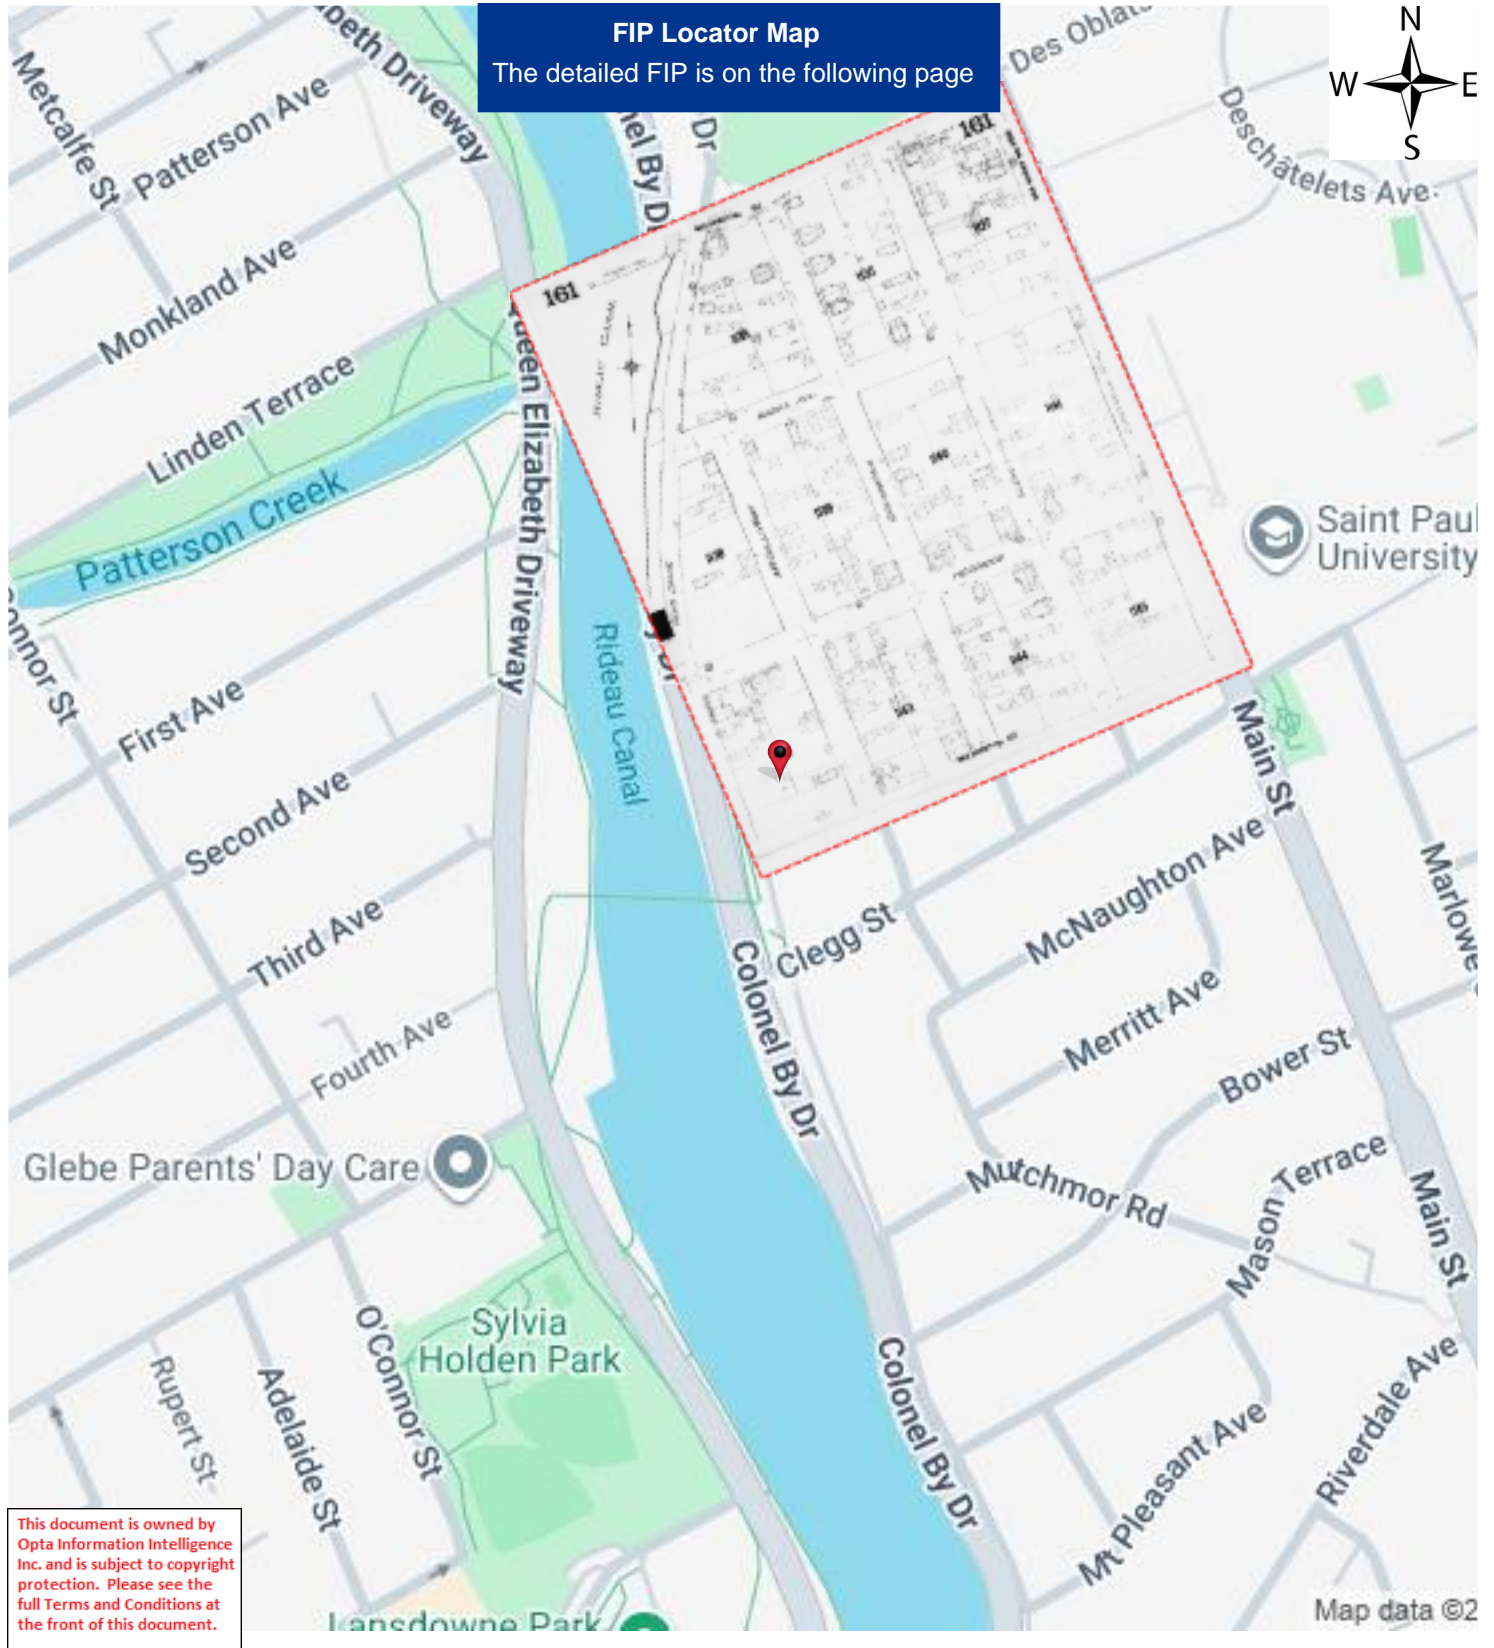 FIP Locator Map
The detailed FIP is on the following page
N
W E
S
Des Oblats
Deschâtelets Ave.
Metcalfe St
Patterson Ave
Monkland Ave
Linden Terrace
Patterson Creek
Queen Elizabeth Driveway
161
161
Rideau Canal
First Ave
Second Ave
Third Ave
Fourth Ave
Saint Paul
University
Main St
Marlowe
McNaughton Ave
Clegg St
Merritt Ave
Bower St
Colonel By Dr
Mutchmor Rd
Mason Terrace
Main St
Glebe Parents' Day Care
Sylvia
Holden Park
O'Connor St
Rupert St
Adelaide St
Colonel By Dr
Mt Pleasant Ave
Riverdale Ave
Lansdowne Park
This document is owned by
Opta Information Intelligence
Inc. and is subject to copyright
protection. Please see the
full Terms and Conditions at
the front of this document.
Map data ©2